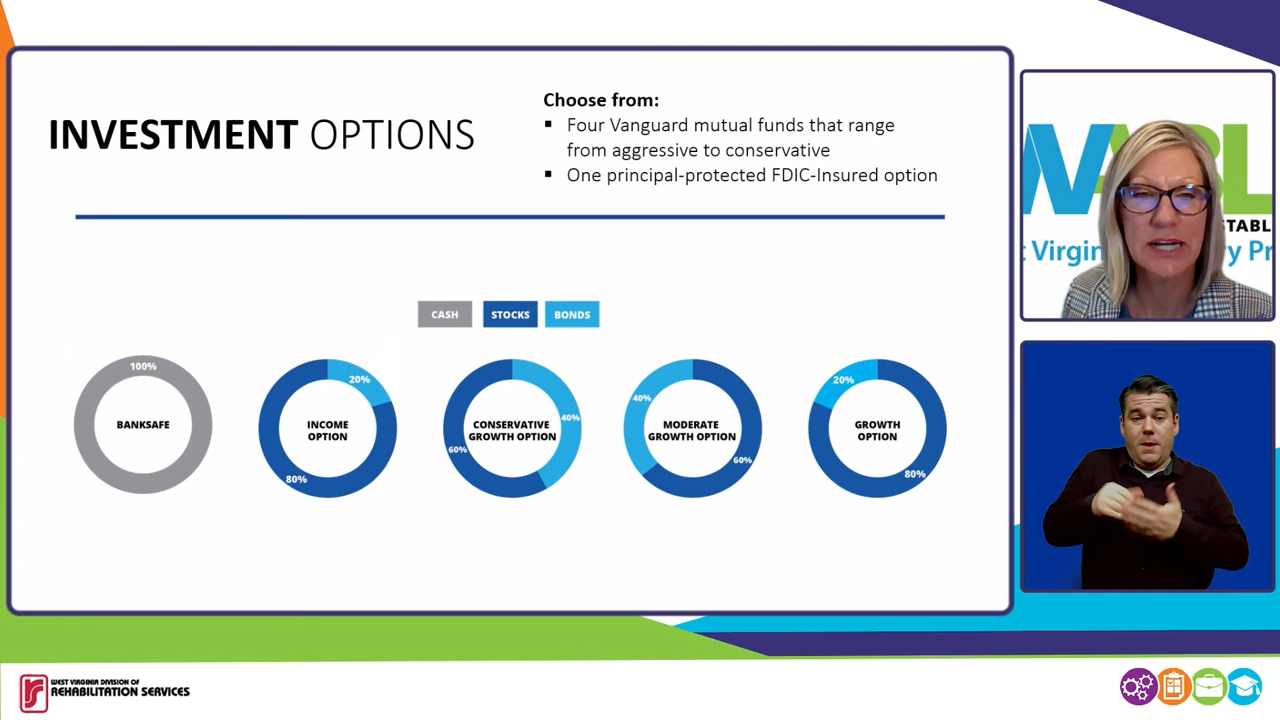 INVESTMENT OPTIONS
Choose from:
▪ Four Vanguard mutual funds that range
from aggressive to conservative
▪ One principal-protected FDIC-Insured option
CASH
STOCKS
BONDS
100%
BANKSAFE
20%
INCOME
OPTION
80%
CONSERVATIVE
GROWTH OPTION
40%
60%
40%
MODERATE
GROWTH OPTION
60%
20%
GROWTH
OPTION
80%
WEST VIRGINIA DIVISION OF
REHABILITATION SERVICES